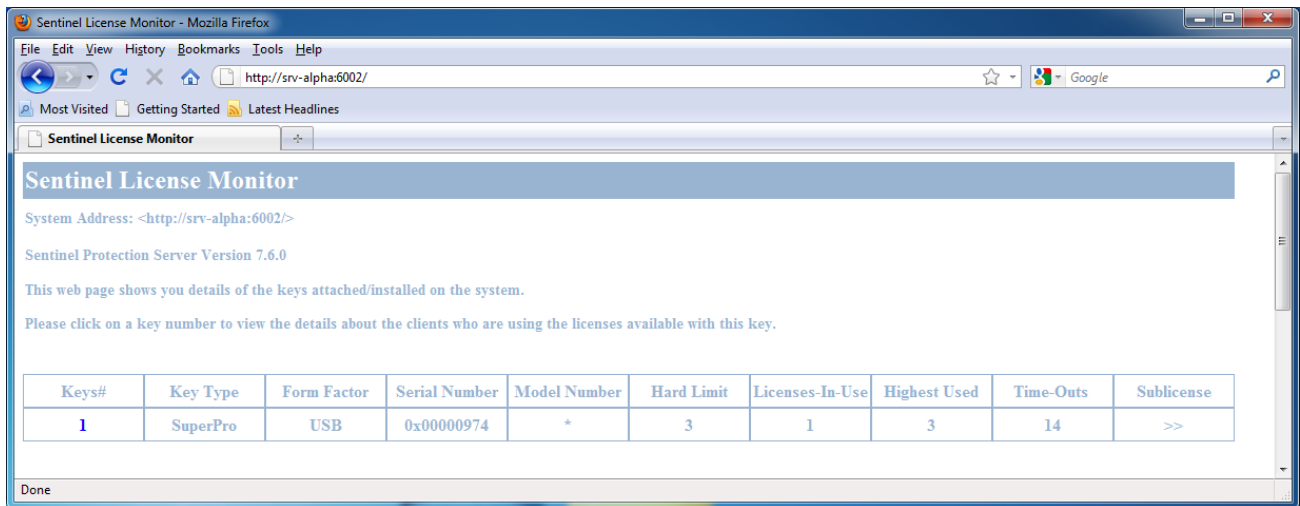 Sentinel License Monitor - Mozilla Firefox
File Edit View History Bookmarks Tools Help
http://srv-alpha:6002/ Google
Most Visited Getting Started Latest Headlines
Sentinel License Monitor
Sentinel License Monitor
System Address: <http://srv-alpha:6002/>
Sentinel Protection Server Version 7.6.0
This web page shows you details of the keys attached/installed on the system.
Please click on a key number to view the details about the clients who are using the licenses available with this key.
Keys# Key Type Form Factor Serial Number Model Number Hard Limit Licenses-In-Use Highest Used Time-Outs Sublicense
1 SuperPro USB 0x00000974 * 3 1 3 14 >>
Done